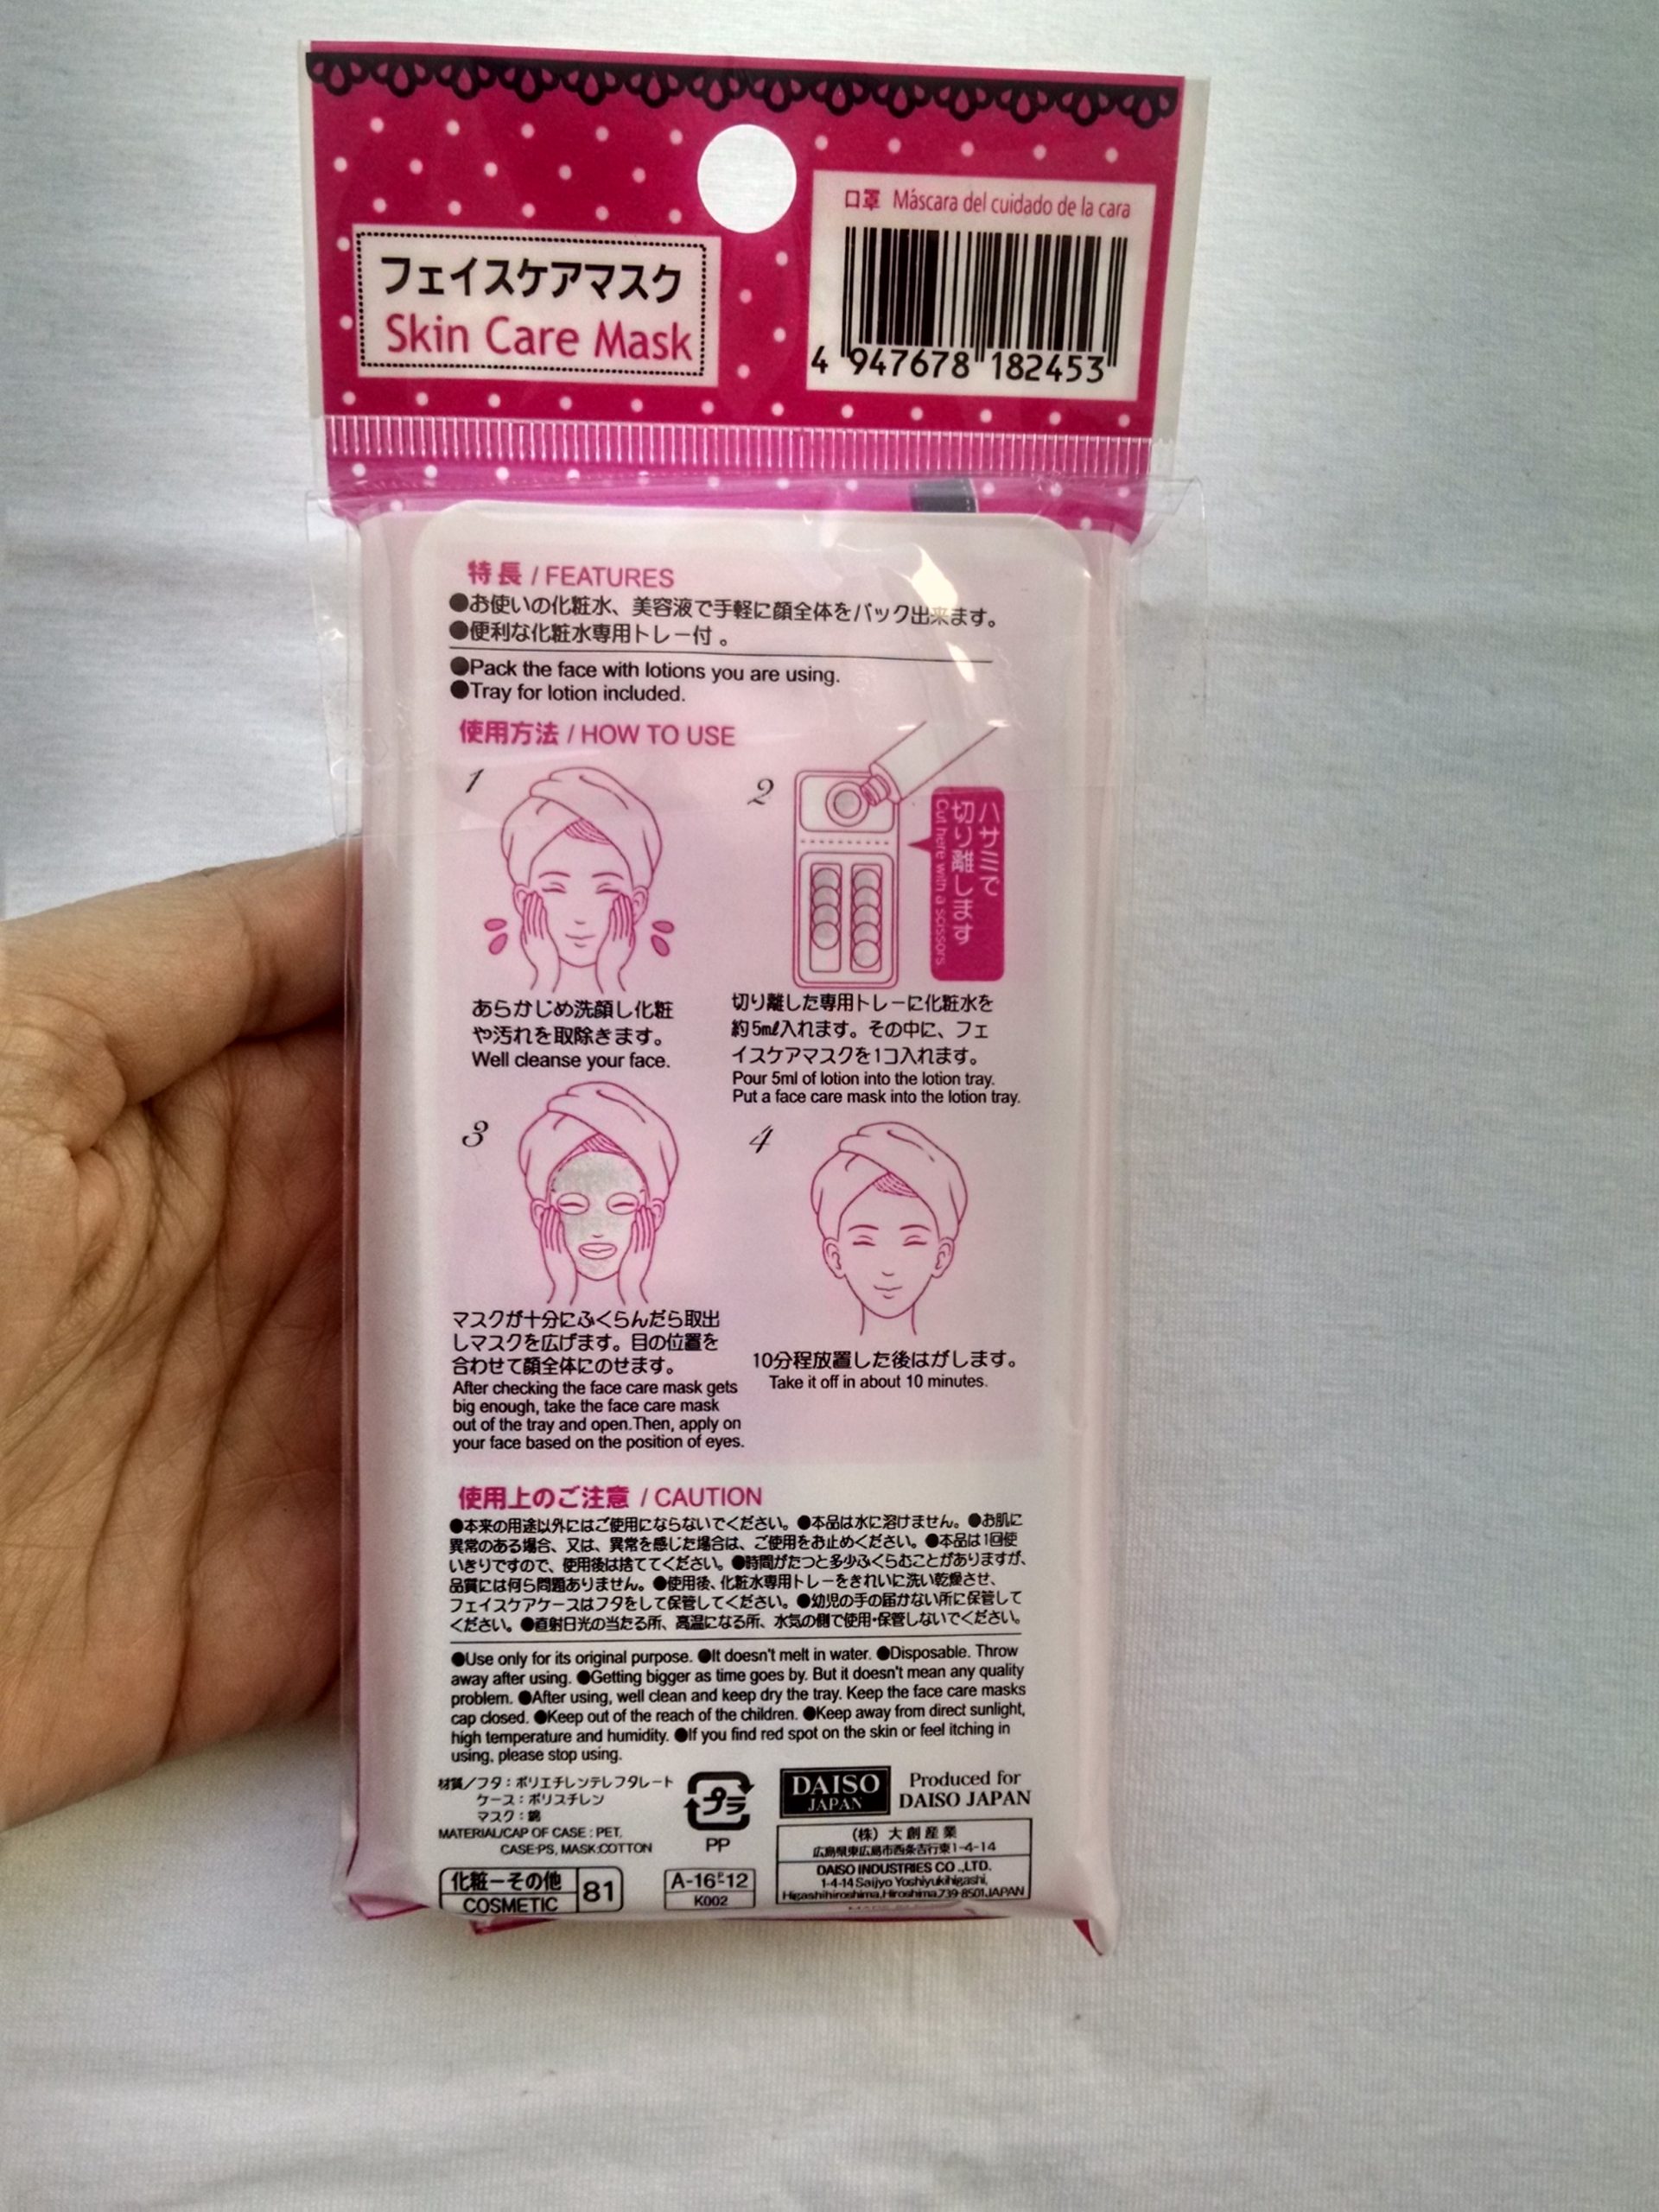 口罩 Máscara del cuidado de la cara
4 947678 182453
フェイスケアマスク
Skin Care Mask
特長 / FEATURES
●お使いの化粧水、美容液で手軽に顔全体をパック出来ます。
●便利な化粧水専用トレー付。
●Pack the face with lotions you are using.
●Tray for lotion included.
使用方法 / HOW TO USE
1
あらかじめ洗顔し化粧
や汚れを取除きます。
Well cleanse your face.
2
ハサミで
切り離します
Cut here with a scissors.
切り離した専用トレーに化粧水を
約5mℓ入れます。その中に、フェ
イスケアマスクを1コ入れます。
Pour 5ml of lotion into the lotion tray.
Put a face care mask into the lotion tray.
3
マスクが十分にふくらんだら取出
しマスクを広げます。目の位置を
合わせて顔全体にのせます。
After checking the face care mask gets
big enough, take the face care mask
out of the tray and open.Then, apply on
your face based on the position of eyes.
4
10分程放置した後はがします。
Take it off in about 10 minutes.
使用上のご注意 / CAUTION
●本来の用途以外にはご使用にならないでください。●本品は水に溶けません。●お肌に
異常のある場合、又は、異常を感じた場合は、ご使用をお止めください。●本品は1回使
いきりですので、使用後は捨ててください。●時間がたつと多少ふくらむことがありますが、
品質には何ら問題ありません。●使用後、化粧水専用トレーをきれいに洗い乾燥させ、
フェイスケアケースはフタをして保管してください。●幼児の手の届かない所に保管して
ください。●直射日光の当たる所、高温になる所、水気の側で使用・保管しないでください。
●Use only for its original purpose. ●It doesn't melt in water. ●Disposable. Throw
away after using. ●Getting bigger as time goes by. But it doesn't mean any quality
problem. ●After using, well clean and keep dry the tray. Keep the face care masks
cap closed. ●Keep out of the reach of the children. ●Keep away from direct sunlight,
high temperature and humidity. ●If you find red spot on the skin or feel itching in
using, please stop using.
材質／フタ：ポリエチレンテレフタレート
ケース：ポリスチレン
マスク：綿
MATERIAL/CAP OF CASE : PET,
CASE:PS, MASK:COTTON
プラ
PP
DAISO
JAPAN
Produced for
DAISO JAPAN
(株) 大創産業
広島県東広島市西条吉行東1-4-14
DAISO INDUSTRIES CO .,LTD.
1-4-14 Saijyo Yoshiyukihigashi,
Higashihiroshima,Hiroshima,739-8501,JAPAN
化粧ーその他
COSMETIC
81
A-16-12
K002